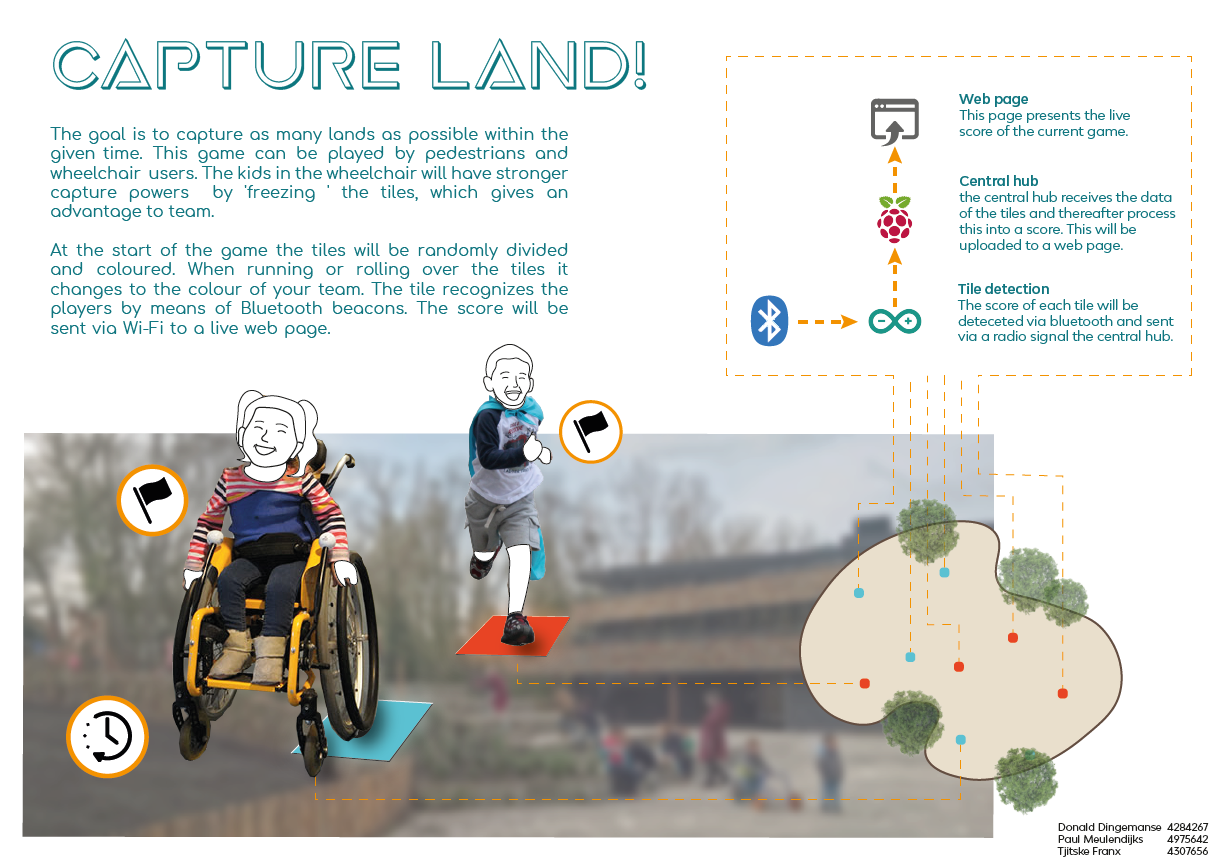 CAPTURE LAND!
The goal is to capture as many lands as possible within the
given time. This game can be played by pedestrians and
wheelchair users. The kids in the wheelchair will have stronger
capture powers by 'freezing ' the tiles, which gives an
advantage to team.
At the start of the game the tiles will be randomly divided
and coloured. When running or rolling over the tiles it
changes to the colour of your team. The tile recognizes the
players by means of Bluetooth beacons. The score will be
sent via Wi-Fi to a live web page.
Web page
This page presents the live
score of the current game.
Central hub
the central hub receives the data
of the tiles and thereafter process
this into a score. This will be
uploaded to a web page.
Tile detection
The score of each tile will be
deteceted via bluetooth and sent
via a radio signal the central hub.
Donald Dingemanse 4284267
Paul Meulendijks 4975642
Tjitske Franx 4307656